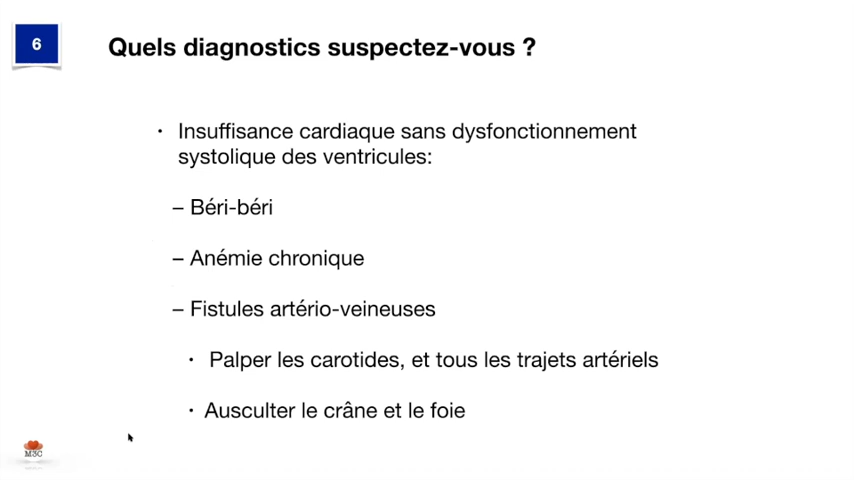 6
Quels diagnostics suspectez-vous ?
· Insuffisance cardiaque sans dysfonctionnement
systolique des ventricules:
– Béri-béri
– Anémie chronique
– Fistules artério-veineuses
· Palper les carotides, et tous les trajets artériels
· Ausculter le crâne et le foie
M3C